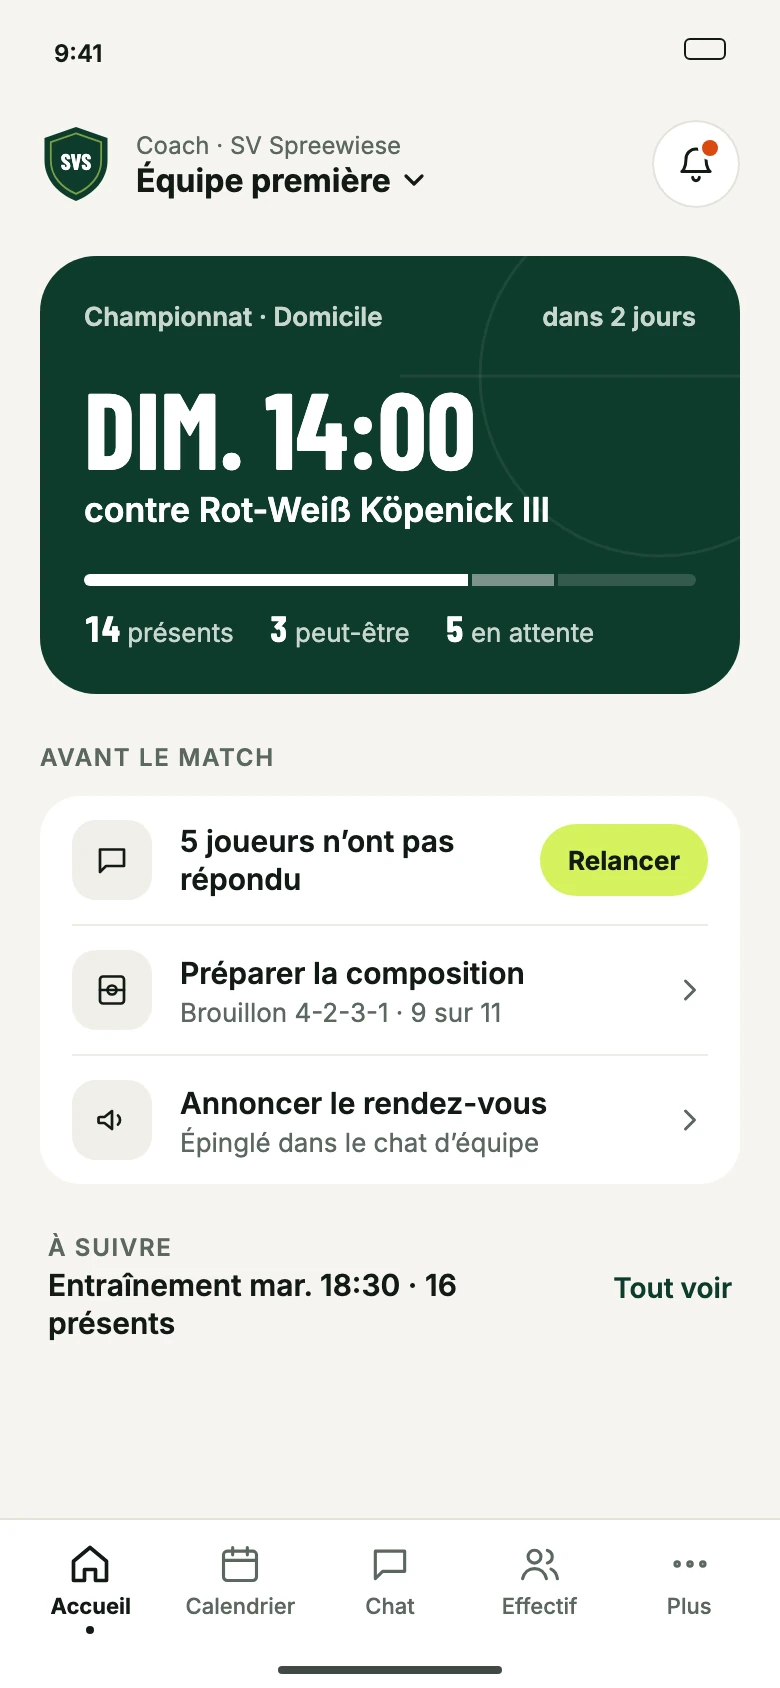 9:41
SVS
Coach · SV Spreewiese
Équipe première
Championnat · Domicile
dans 2 jours
DIM. 14:00
contre Rot-Weiß Köpenick III
14 présents
3 peut-être
5 en attente
AVANT LE MATCH
5 joueurs n’ont pas
répondu
Relancer
Préparer la composition
Brouillon 4-2-3-1 · 9 sur 11
Annoncer le rendez-vous
Épinglé dans le chat d’équipe
À SUIVRE
Entraînement mar. 18:30 · 16
présents
Tout voir
Accueil
Calendrier
Chat
Effectif
Plus